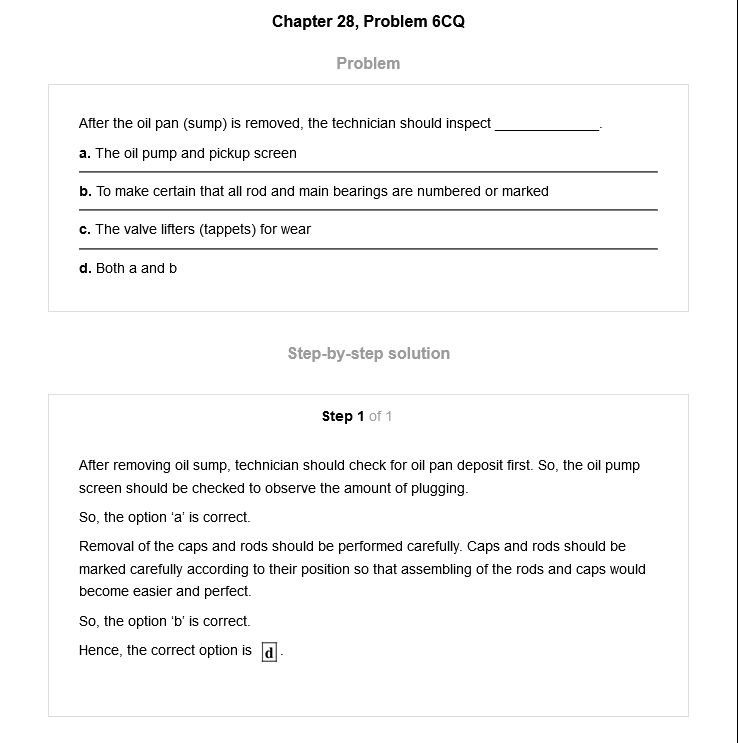 Chapter 28, Problem 6CQ
Problem
After the oil pan (sump) is removed, the technician should inspect ______________.
a. The oil pump and pickup screen
b. To make certain that all rod and main bearings are numbered or marked
c. The valve lifters (tappets) for wear
d. Both a and b
Step-by-step solution
Step 1 of 1
After removing oil sump, technician should check for oil pan deposit first. So, the oil pump
screen should be checked to observe the amount of plugging.
So, the option ‘a’ is correct.
Removal of the caps and rods should be performed carefully. Caps and rods should be
marked carefully according to their position so that assembling of the rods and caps would
become easier and perfect.
So, the option ‘b’ is correct.
Hence, the correct option is d.